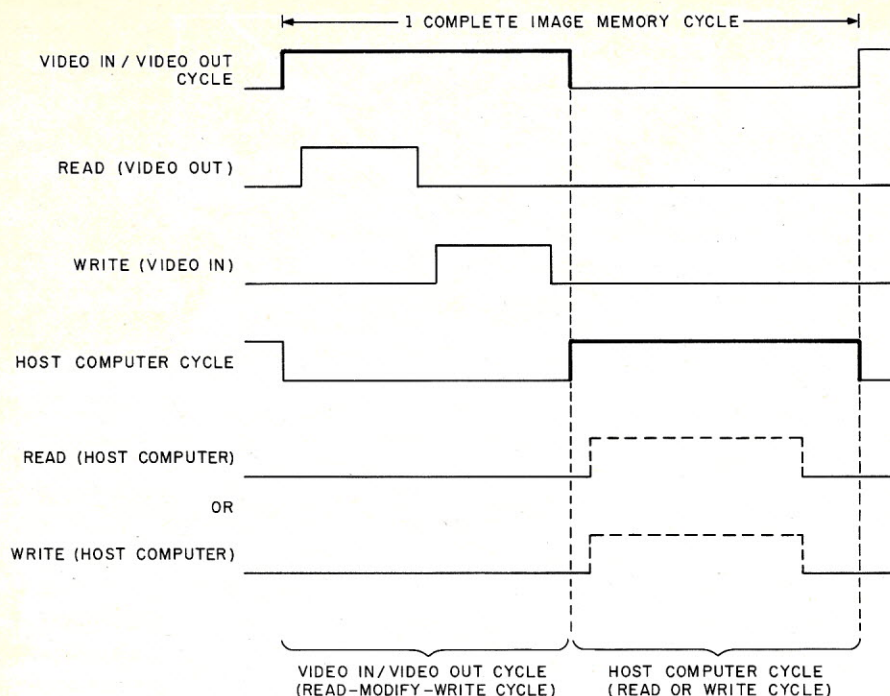 1 COMPLETE IMAGE MEMORY CYCLE
VIDEO IN / VIDEO OUT
CYCLE
READ (VIDEO OUT)
WRITE (VIDEO IN)
HOST COMPUTER CYCLE
READ (HOST COMPUTER)
OR
WRITE (HOST COMPUTER)
VIDEO IN/VIDEO OUT CYCLE
(READ-MODIFY-WRITE CYCLE)
HOST COMPUTER CYCLE
(READ OR WRITE CYCLE)